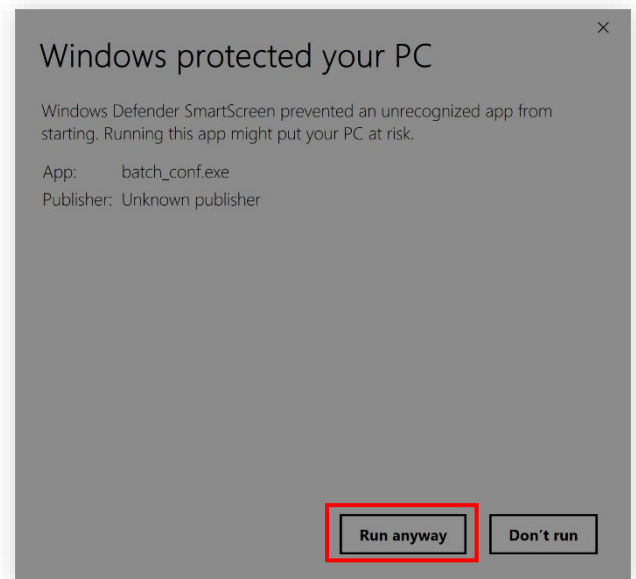 Windows protected your PC
Windows Defender SmartScreen prevented an unrecognized app from
starting. Running this app might put your PC at risk.
App: batch_conf.exe
Publisher: Unknown publisher
Run anyway
Don't run